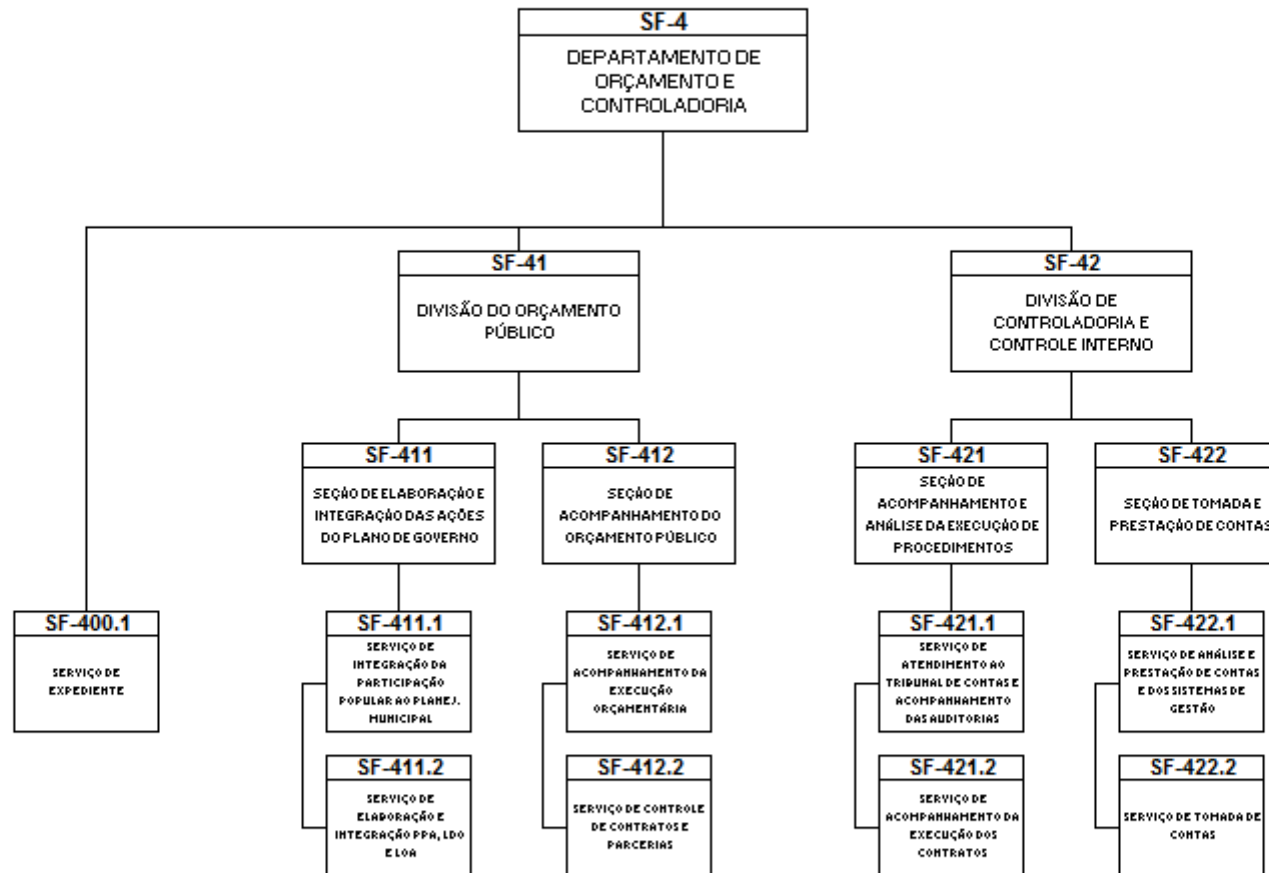 SF-4
DEPARTAMENTO DE
ORÇAMENTO E
CONTROLADORIA
SF-41
DIVISÃO DO ORÇAMENTO
PÚBLICO
SF-42
DIVISÃO DE
CONTROLADORIA E
CONTROLE INTERNO
SF-411
SEÇÃO DE ELABORAÇÃO E
INTEGRAÇÃO DAS AÇÕES
DO PLANO DE GOVERNO
SF-412
SEÇÃO DE
ACOMPANHAMENTO DO
ORÇAMENTO PÚBLICO
SF-421
SEÇÃO DE
ACOMPANHAMENTO E
ANÁLISE DA EXECUÇÃO DE
PROCEDIMENTOS
SF-422
SEÇÃO DE TOMADA E
PRESTAÇÃO DE CONTAS
SF-400.1
SERVIÇO DE
EXPEDIENTE
SF-411.1
SERVIÇO DE
INTEGRAÇÃO DA
PARTICIPAÇÃO
POPULAR AO PLANEJ.
MUNICIPAL
SF-412.1
SERVIÇO DE
ACOMPANHAMENTO DA
EXECUÇÃO
ORÇAMENTÁRIA
SF-421.1
SERVIÇO DE
ATENDIMENTO AO
TRIBUNAL DE CONTAS E
ACOMPANHAMENTO
DAS AUDITORIAS
SF-422.1
SERVIÇO DE ANÁLISE E
PRESTAÇÃO DE CONTAS
E DOS SISTEMAS DE
GESTÃO
SF-411.2
SERVIÇO DE
ELABORAÇÃO E
INTEGRAÇÃO PPA, LDO
E LOA
SF-412.2
SERVIÇO DE CONTROLE
DE CONTRATOS E
PARCERIAS
SF-421.2
SERVIÇO DE
ACOMPANHAMENTO DA
EXECUÇÃO DOS
CONTRATOS
SF-422.2
SERVIÇO DE TOMADA DE
CONTAS